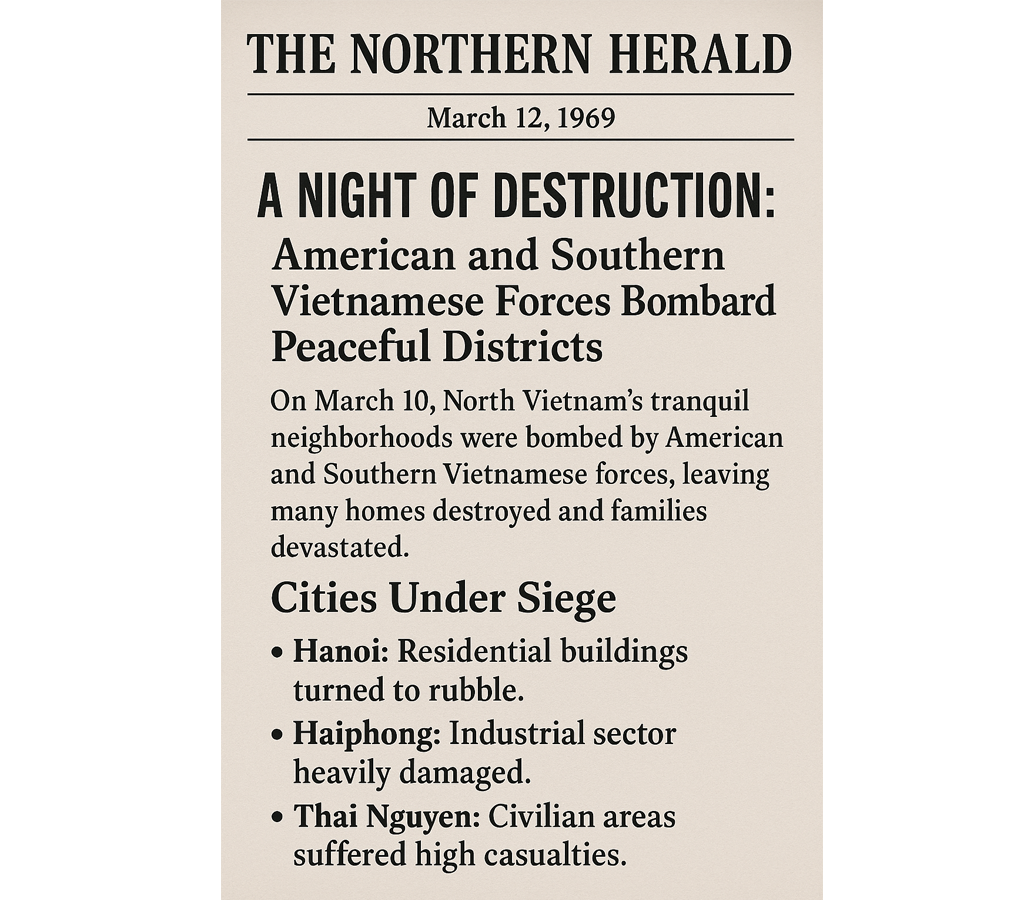 THE NORTHERN HERALD
March 12, 1969
A NIGHT OF DESTRUCTION:
American and Southern
Vietnamese Forces Bombard
Peaceful Districts
On March 10, North Vietnam’s tranquil
neighborhoods were bombed by American
and Southern Vietnamese forces, leaving
many homes destroyed and families
devastated.
Cities Under Siege
• Hanoi: Residential buildings
turned to rubble.
• Haiphong: Industrial sector
heavily damaged.
• Thai Nguyen: Civilian areas
suffered high casualties.